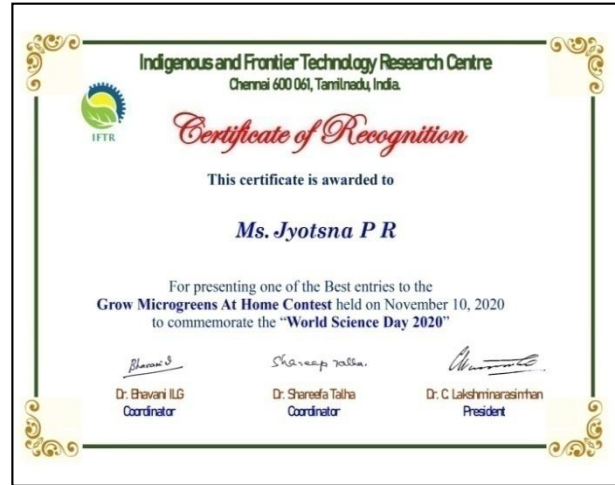 Indigenous and Frontier Technology Research Centre
Chennai 600 061, Tamilnadu, India.
IFTR
Certificate of Recognition
This certificate is awarded to
Ms. Jyotsna P R
For presenting one of the Best entries to the
Grow Microgreens At Home Contest held on November 10, 2020
to commemorate the “World Science Day 2020”
Bhavani
Shareefa Talha.
Dr. Bhavani ILG Dr. Shareefa Talha Dr. C. Lakshminarasimhan
Coordinator Coordinator President